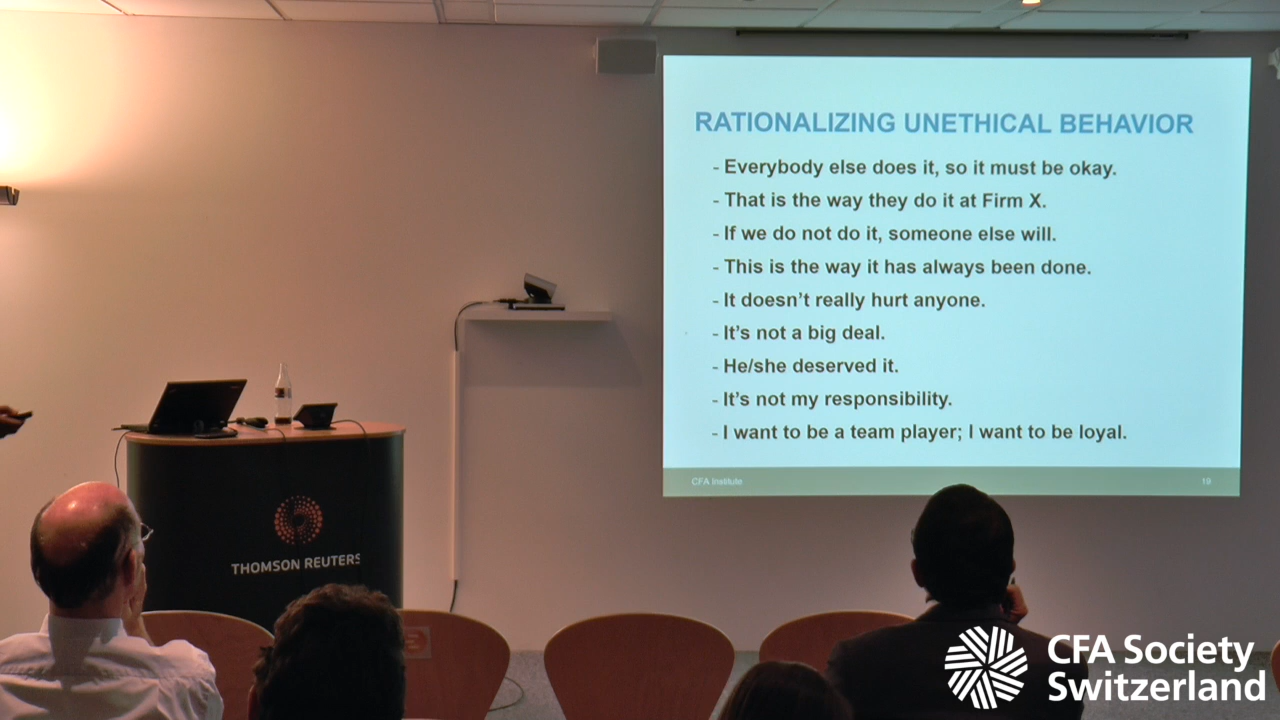 RATIONALIZING UNETHICAL BEHAVIOR
- Everybody else does it, so it must be okay.
- That is the way they do it at Firm X.
- If we do not do it, someone else will.
- This is the way it has always been done.
- It doesn't really hurt anyone.
- It's not a big deal.
- He/she deserved it.
- It's not my responsibility.
- I want to be a team player; I want to be loyal.
CFA Institute 19
THOMSON REUTERS
CFA Society
Switzerland